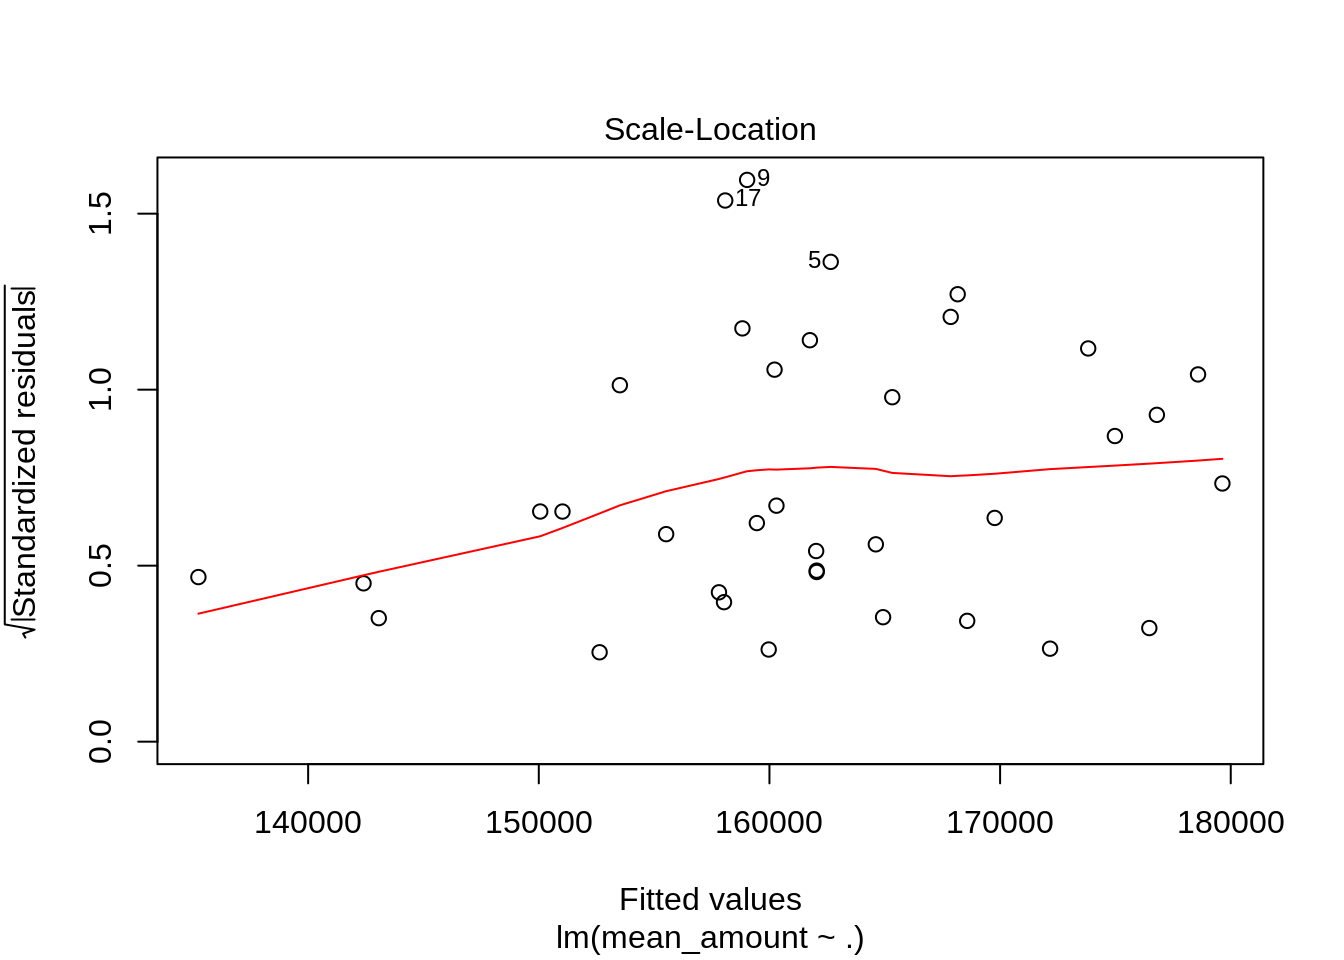 Scale-Location
√|Standardized residuals|
1.5
1.0
0.5
0.0
9
17
5
140000 150000 160000 170000 180000
Fitted values
lm(mean_amount ~ .)